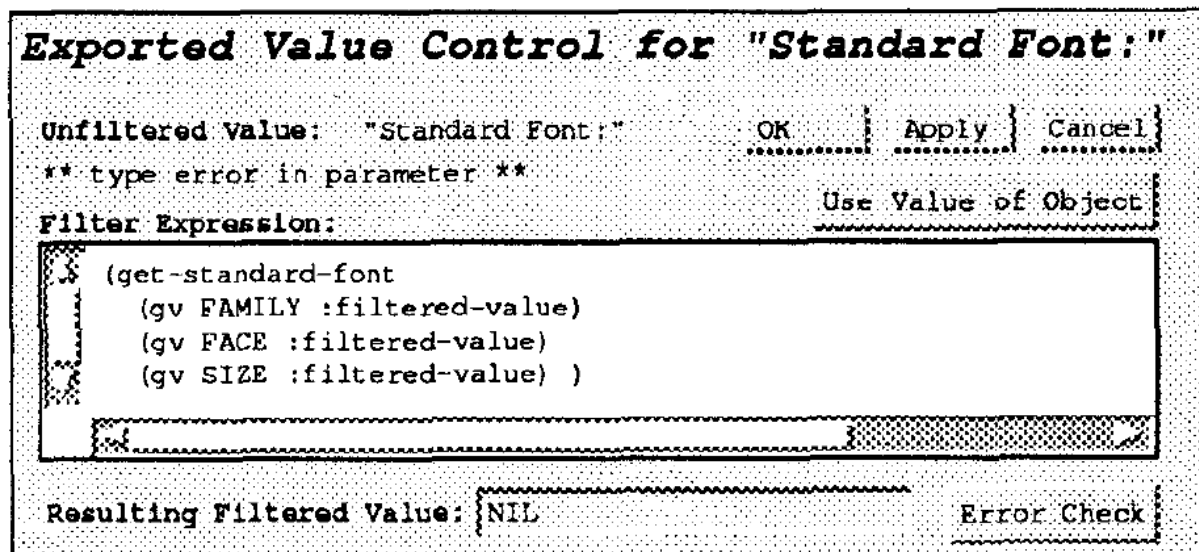 Exported Value Control for "Standard Font:"
Unfiltered Value: "Standard Font:" OK Apply Cancel
** type error in parameter **
Use Value of Object
Filter Expression:
(get-standard-font
(gv FAMILY :filtered-value)
(gv FACE :filtered-value)
(gv SIZE :filtered-value) )
Resulting Filtered Value: NIL Error Check